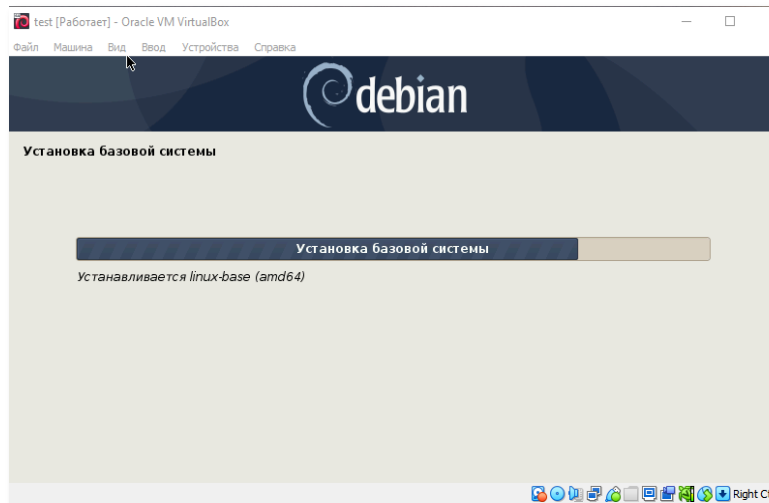 test [Работает] - Oracle VM VirtualBox
Файл Машина Вид Ввод Устройства Справка
debian
Установка базовой системы
Установка базовой системы
Устанавливается linux-base (amd64)
Right C